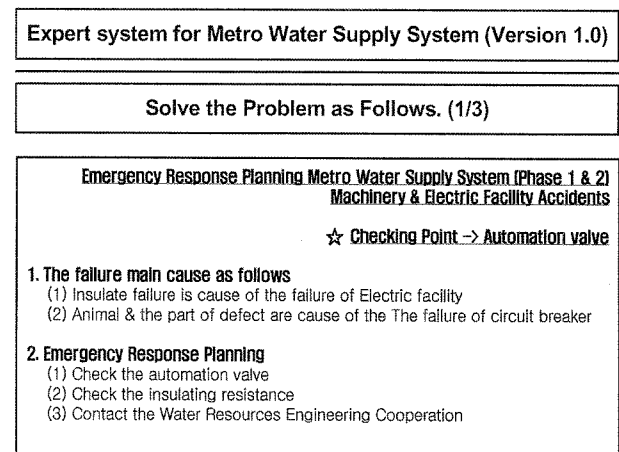 Expert system for Metro Water Supply System (Version 1.0)
Solve the Problem as Follows. (1/3)
Emergency Response Planning Metro Water Supply System (Phase 1 & 2)
Machinery & Electric Facility Accidents
☆ Checking Point -> Automation valve
1. The failure main cause as follows
(1) Insulate failure is cause of the failure of Electric facility
(2) Animal & the part of defect are cause of the The failure of circuit breaker
2. Emergency Response Planning
(1) Check the automation valve
(2) Check the insulating resistance
(3) Contact the Water Resources Engineering Cooperation